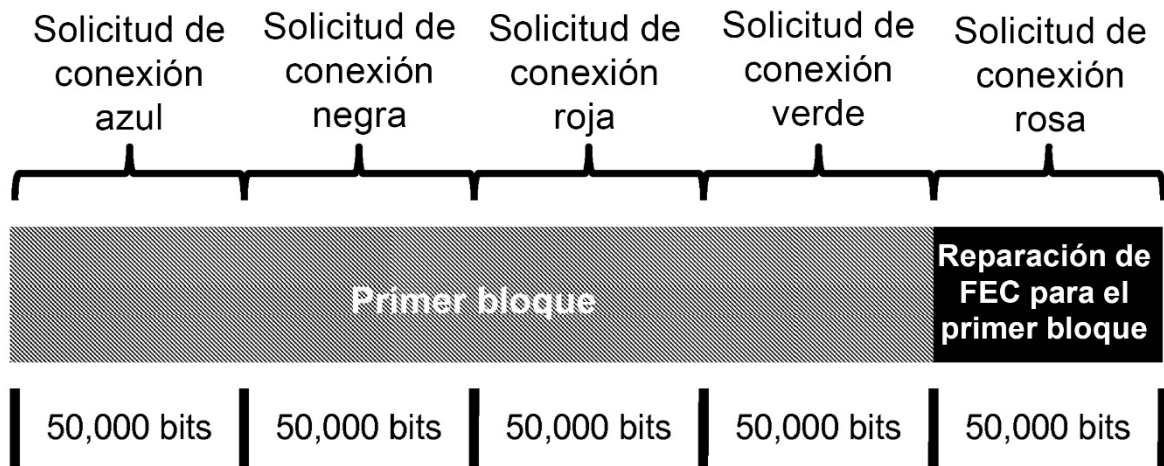 Solicitud de
conexión
azul
Solicitud de
conexión
negra
Solicitud de
conexión
roja
Solicitud de
conexión
verde
Solicitud de
conexión
rosa
Primer bloque
Reparación de
FEC para el
primer bloque
50,000 bits
50,000 bits
50,000 bits
50,000 bits
50,000 bits